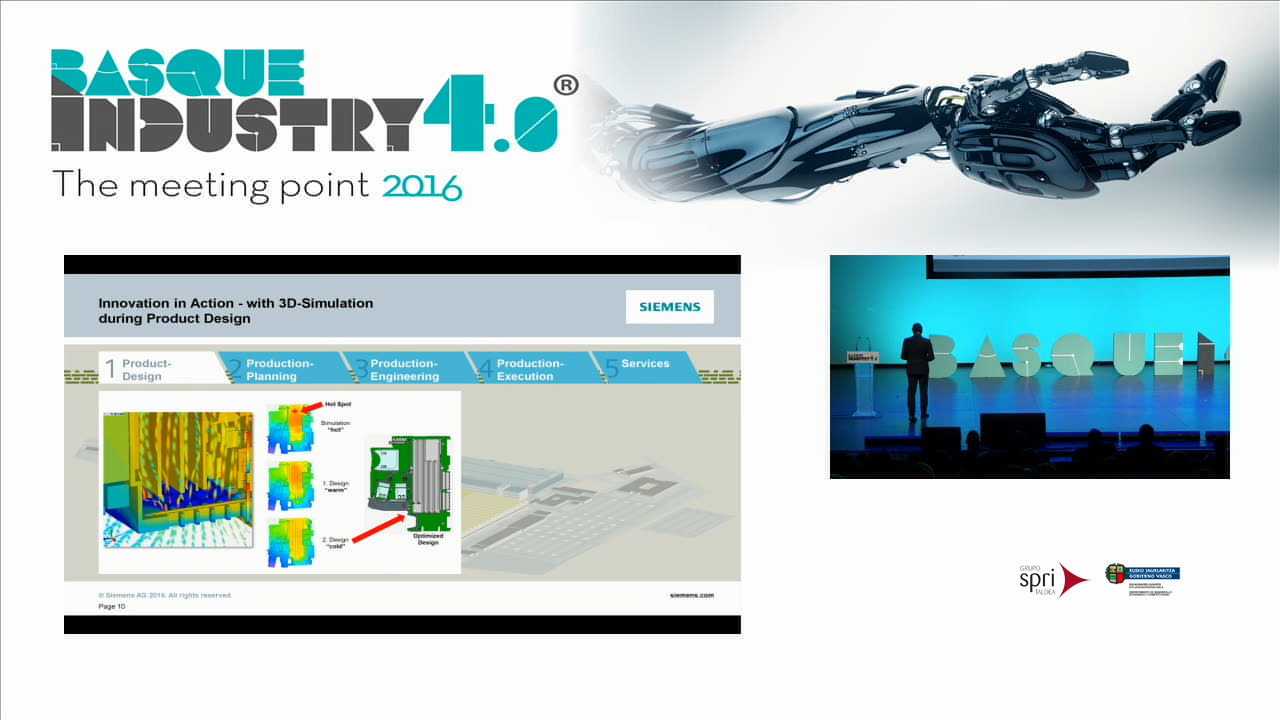 BASQUE
INDUSTRY 4.0®
The meeting point 2016
Innovation in Action - with 3D-Simulation
during Product Design
SIEMENS
1 Product-
Design
2 Production-
Planning
3 Production-
Engineering
4 Production-
Execution
5 Services
Hot Spot
Simulation
"hot"
1. Design
"warm"
2. Design
"cold"
Optimized
Design
© Siemens AG 2016. All rights reserved.
siemens.com
Page 10
BASQUE
GRUPO
spri
TALDEA
EUSKO JAURLARITZA
GOBIERNO VASCO